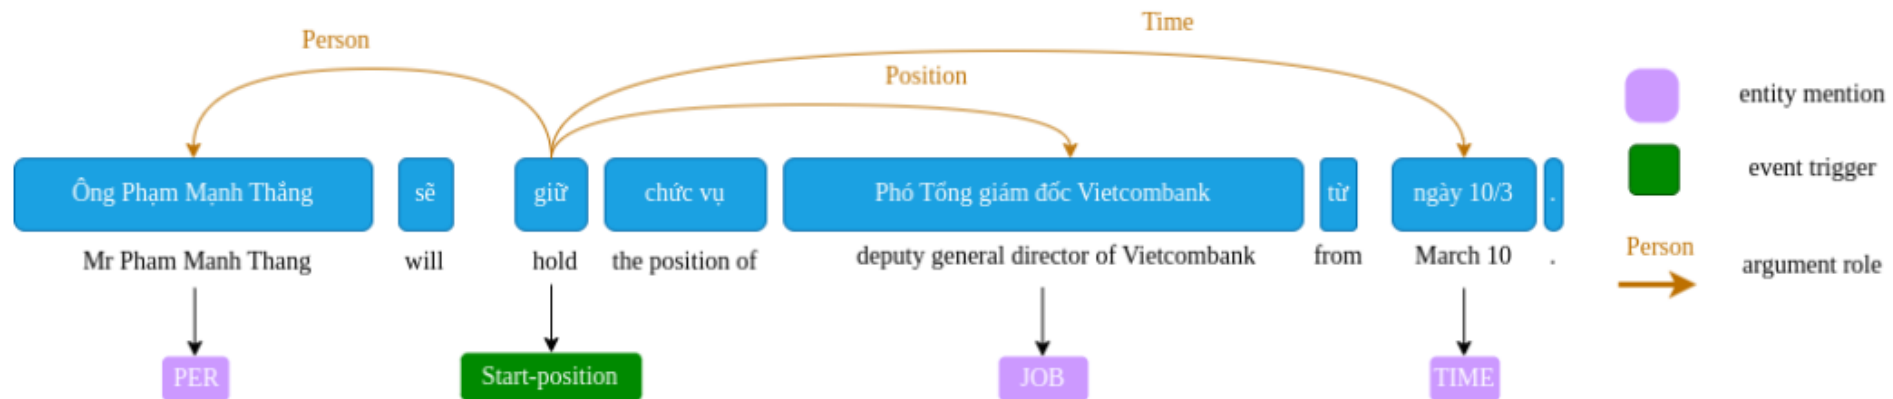 Time
Person
Position
Ông Phạm Mạnh Thắng sẽ giữ chức vụ Phó Tổng giám đốc Vietcombank từ ngày 10/3 .
Mr Pham Manh Thang will hold the position of deputy general director of Vietcombank from March 10 .
PER Start-position JOB TIME
entity mention
event trigger
Person
argument role